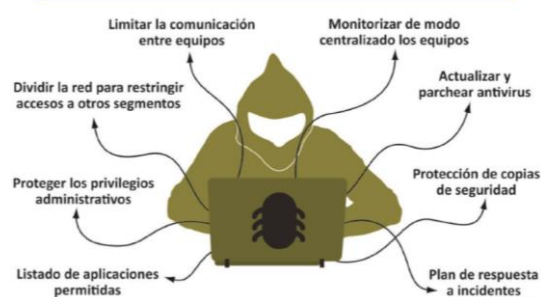 Limitar la comunicación
entre equipos
Monitorizar de modo
centralizado los equipos
Dividir la red para restringir
accesos a otros segmentos
Actualizar y
parchear antivirus
Proteger los privilegios
administrativos
Protección de copias
de seguridad
Listado de aplicaciones
permitidas
Plan de respuesta
a incidentes